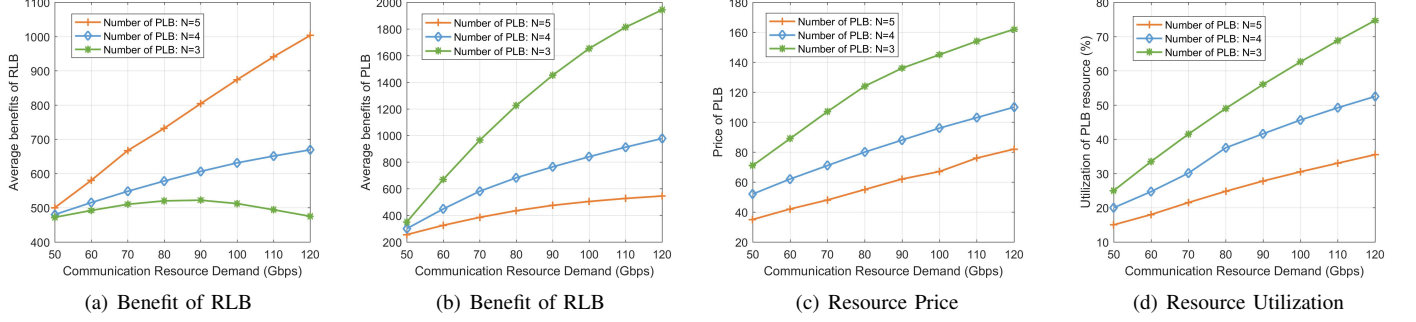 1100
1000
900
800
700
600
500
400
50 60 70 80 90 100 110 120
Average benefits of RLB
Communication Resource Demand (Gbps)
Number of PLB: N=5
Number of PLB: N=4
Number of PLB: N=3
(a) Benefit of RLB
2000
1800
1600
1400
1200
1000
800
600
400
200
50 60 70 80 90 100 110 120
Average benefits of PLB
Communication Resource Demand (Gbps)
Number of PLB: N=5
Number of PLB: N=4
Number of PLB: N=3
(b) Benefit of RLB
180
160
140
120
100
80
60
40
20
50 60 70 80 90 100 110 120
Price of PLB
Communication Resource Demand (Gbps)
Number of PLB: N=5
Number of PLB: N=4
Number of PLB: N=3
(c) Resource Price
80
70
60
50
40
30
20
10
50 60 70 80 90 100 110 120
Utilization of PLB resource (%)
Communication Resource Demand (Gbps)
Number of PLB: N=5
Number of PLB: N=4
Number of PLB: N=3
(d) Resource Utilization